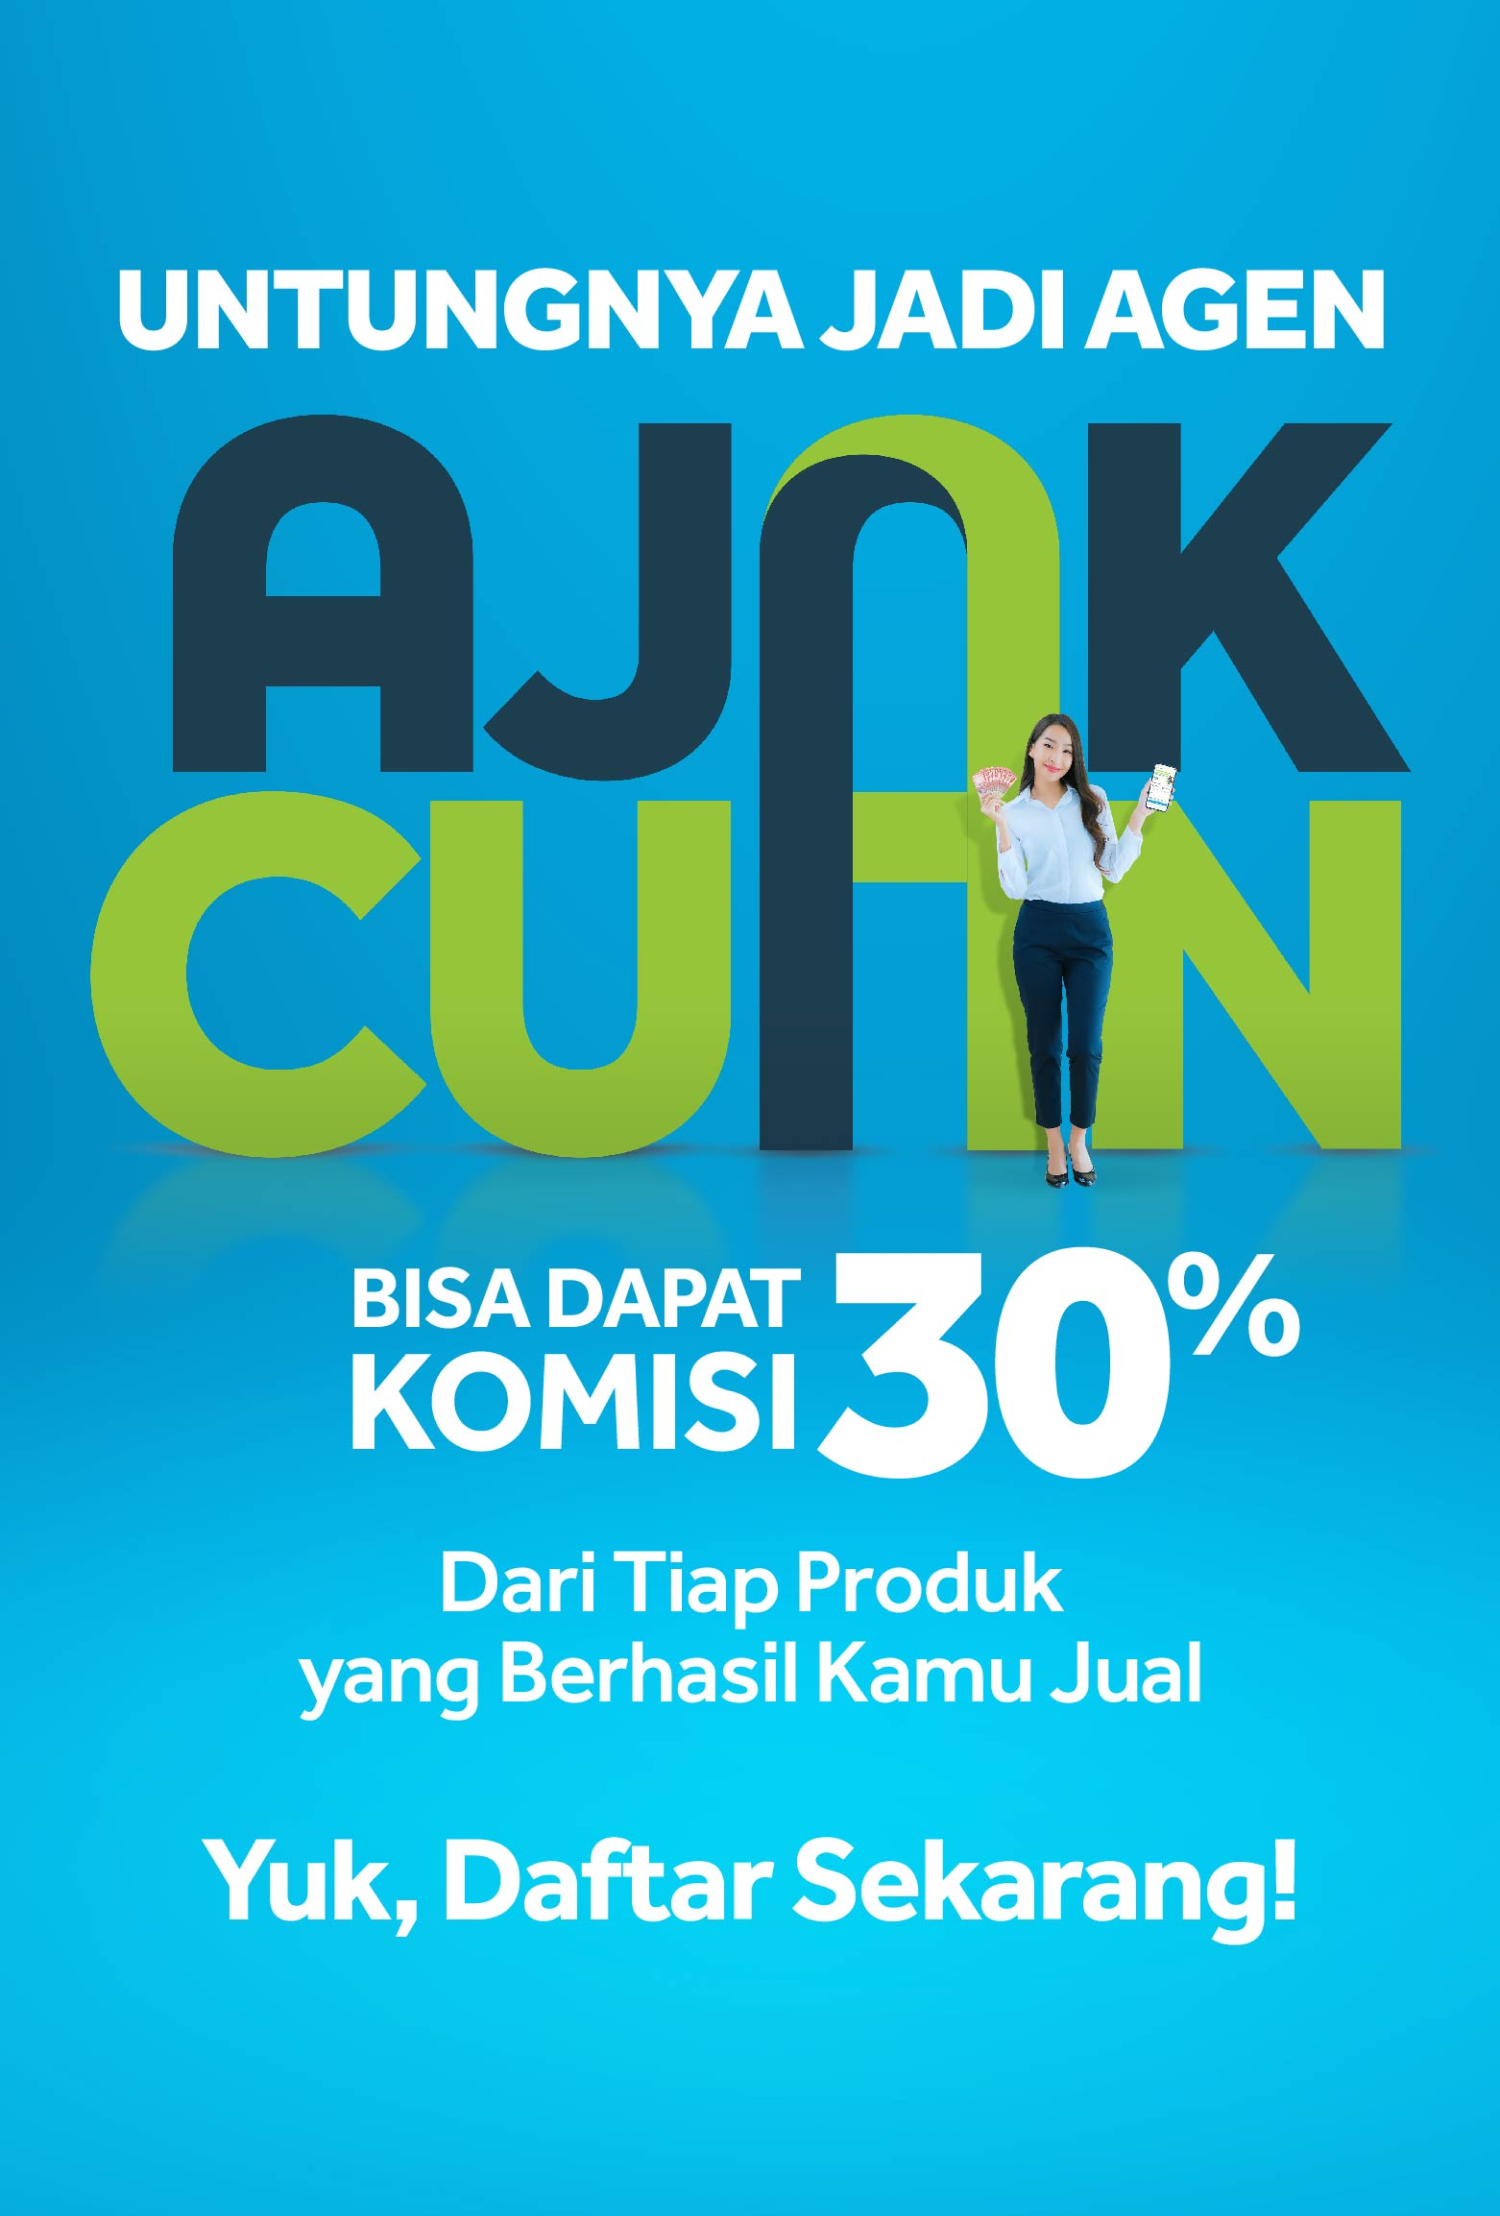 UNTUNGNYA JADI AGEN
AJAK
CUAN
BISA DAPAT
KOMISI 30%
Dari Tiap Produk
yang Berhasil Kamu Jual
Yuk, Daftar Sekarang!